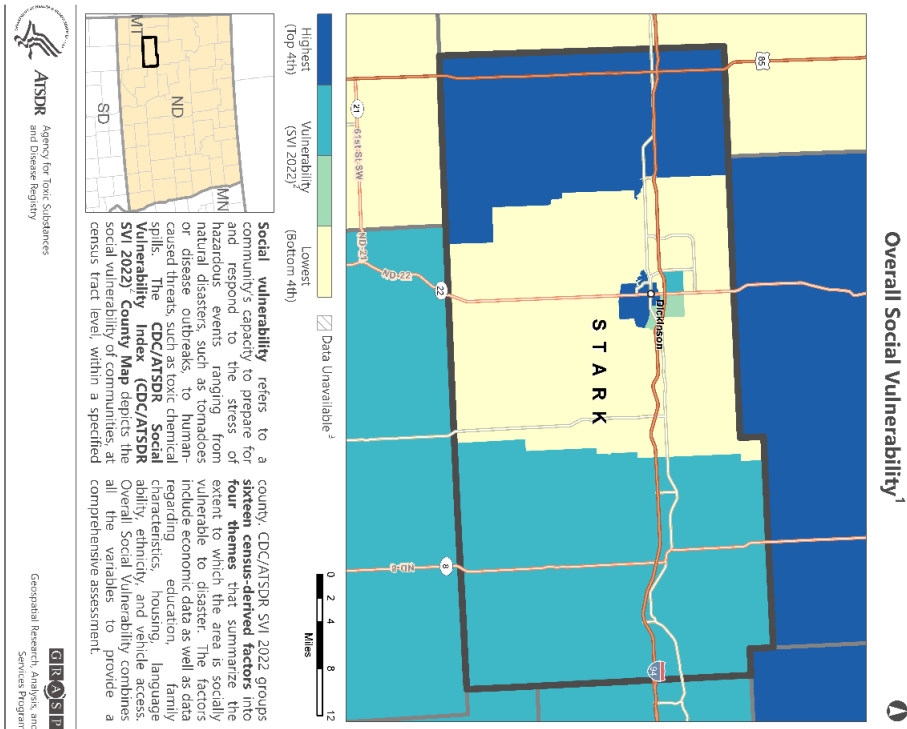 Overall Social Vulnerability¹
85
Dickinson
STARK
94
22
8
21
61st-St-SW
ND-21
ND-22
ND-8
Highest
(Top 4th)
Vulnerability
(SVI 2022)²
Lowest
(Bottom 4th)
Data Unavailable³
0 2 4 8 12
Miles
MT
ND
MN
SD
Social vulnerability refers to a
community's capacity to prepare for
and respond to the stress of
hazardous events ranging from
natural disasters, such as tornadoes
or disease outbreaks, to human-
caused threats, such as toxic chemical
spills. The CDC/ATSDR Social
Vulnerability Index (CDC/ATSDR
SVI 2022)² County Map depicts the
social vulnerability of communities, at
census tract level, within a specified
county. CDC/ATSDR SVI 2022 groups
sixteen census-derived factors into
four themes that summarize the
extent to which the area is socially
vulnerable to disaster. The factors
include economic data as well as data
regarding education, family
characteristics, housing, language
ability, ethnicity, and vehicle access.
Overall Social Vulnerability combines
all the variables to provide a
comprehensive assessment.
ATSDR
Agency for Toxic Substances
and Disease Registry
GRASP
Geospatial Research, Analysis, and
Services Program